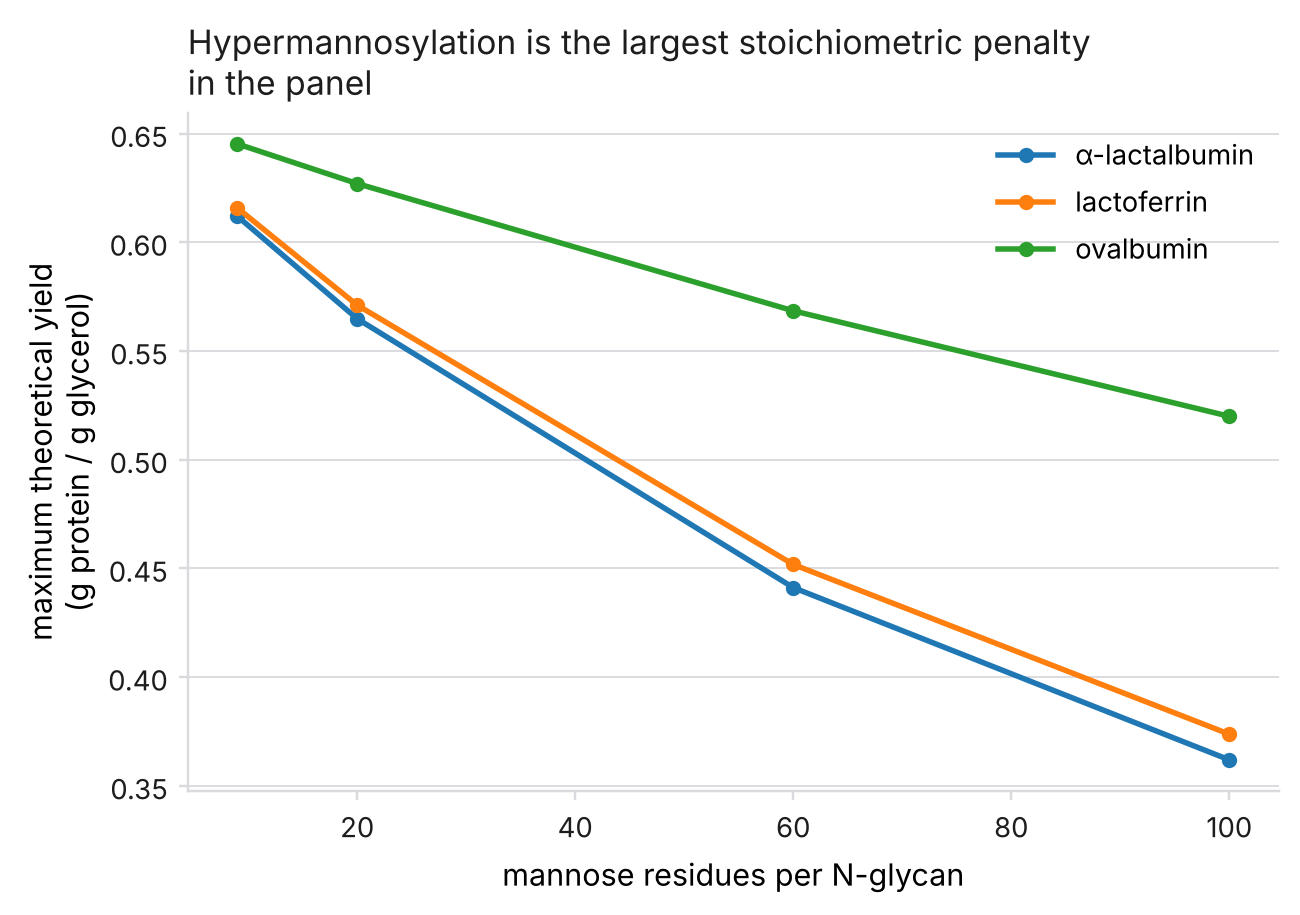 Hypermannosylation is the largest stoichiometric penalty
in the panel
maximum theoretical yield
(g protein / g glycerol)
0.65
0.60
0.55
0.50
0.45
0.40
0.35
α-lactalbumin
lactoferrin
ovalbumin
20
40
60
80
100
mannose residues per N-glycan